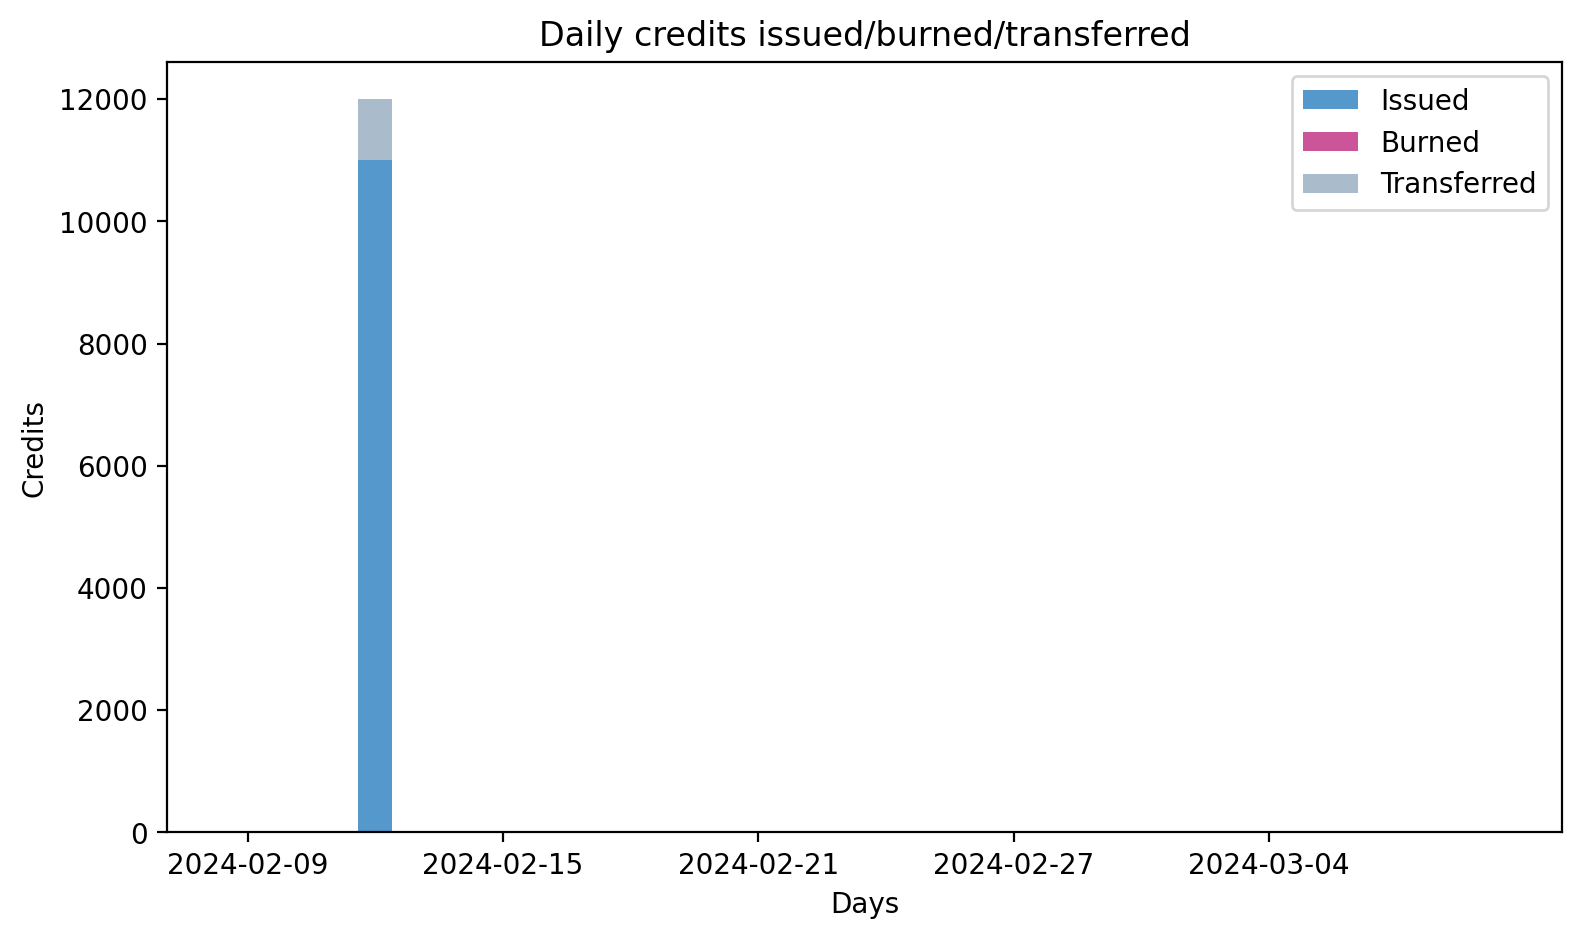 Daily credits issued/burned/transferred
12000
10000
8000
6000
4000
2000
0
Credits
Issued
Burned
Transferred
2024-02-09 2024-02-15 2024-02-21 2024-02-27 2024-03-04
Days